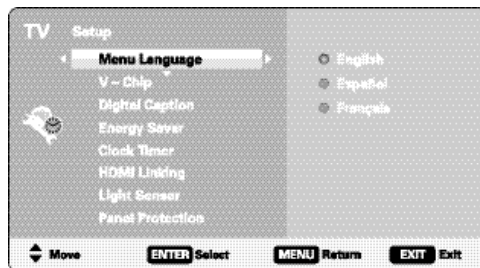 TV Setup
Menu Language
English
V – Chip
Español
Digital Caption
Français
Energy Saver
Clock Timer
HDMI Linking
Light Sensor
Panel Protection
Move ENTER Select MENU Return EXIT Exit